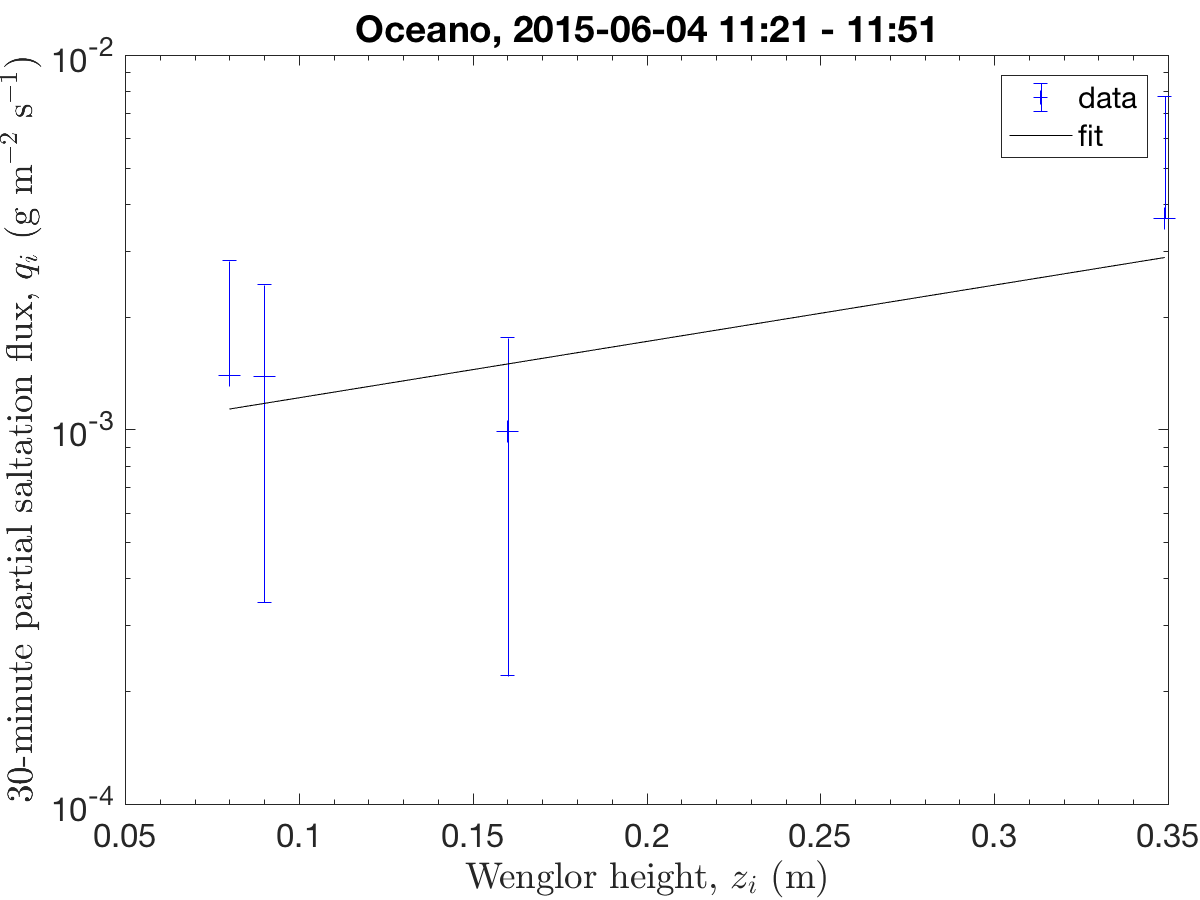 Oceano, 2015-06-04 11:21 - 11:51
30-minute partial saltation flux, qᵢ (g m⁻² s⁻¹)
10⁻²
10⁻³
10⁻⁴
data
fit
0.05 0.1 0.15 0.2 0.25 0.3 0.35
Wenglor height, zᵢ (m)